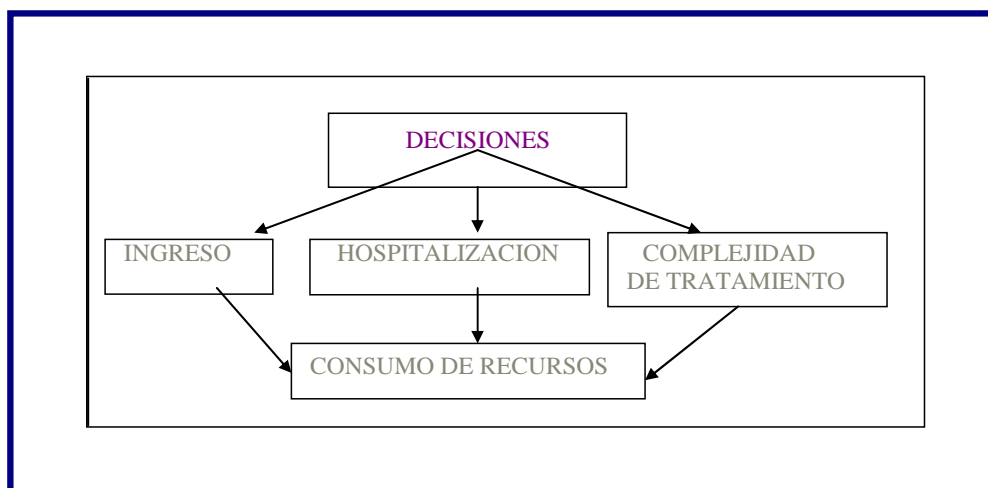 DECISIONES
INGRESO
HOSPITALIZACION
COMPLEJIDAD
DE TRATAMIENTO
CONSUMO DE RECURSOS